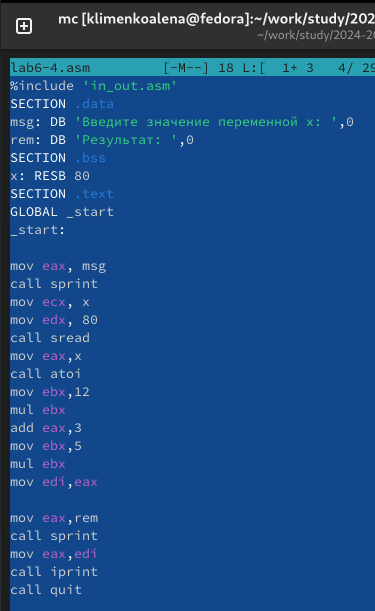 mc [klimenkoalena@fedora]:~/work/study/202
~/work/study/2024-20
lab6-4.asm [-M--] 18 L:[ 1+ 3 4/ 29
%include 'in_out.asm'
SECTION .data
msg: DB 'Введите значение переменной x: ',0
rem: DB 'Результат: ',0
SECTION .bss
x: RESB 80
SECTION .text
GLOBAL _start
_start:
mov eax, msg
call sprint
mov ecx, x
mov edx, 80
call sread
mov eax,x
call atoi
mov ebx,12
mul ebx
add eax,3
mov ebx,5
mul ebx
mov edi,eax
mov eax,rem
call sprint
mov eax,edi
call iprint
call quit